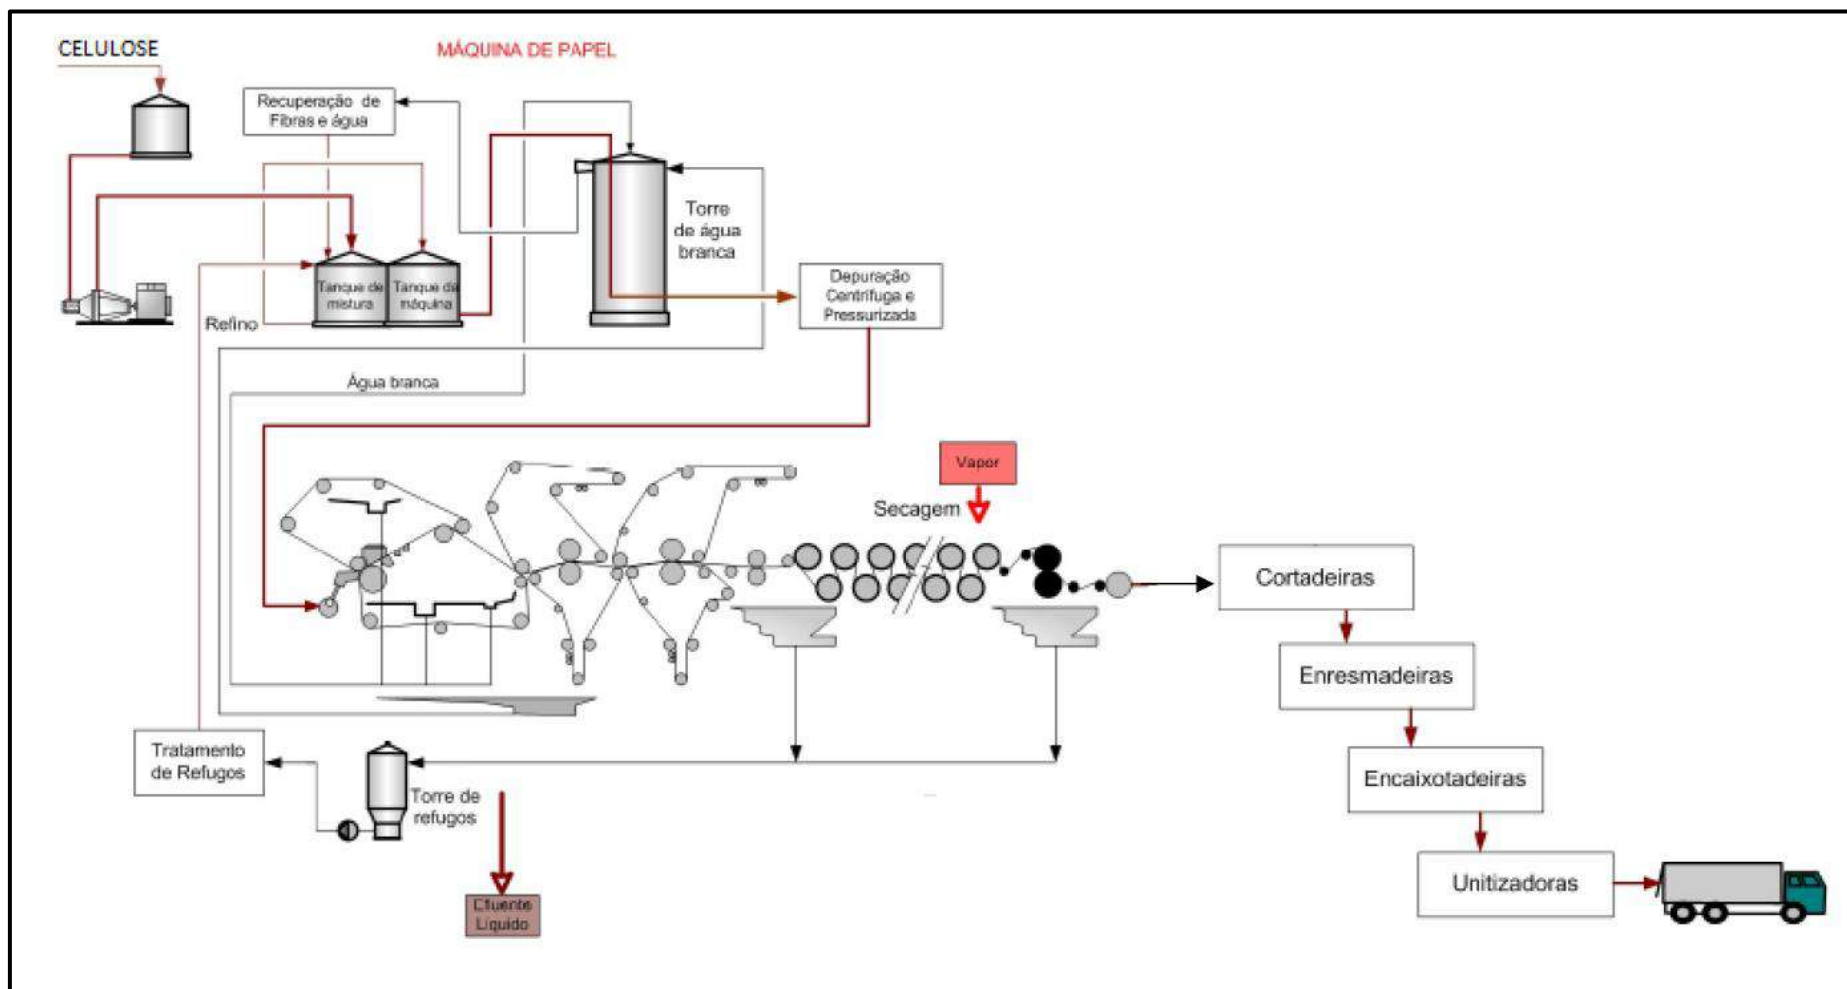 CELULOSE
MÁQUINA DE PAPEL
Recuperação de
Fibras e água
Torre
de água
branca
Depuração
Centrífuga e
Pressurizada
Tanque de
mistura
Tanque da
máquina
Refino
Água branca
Vapor
Secagem
Cortadeiras
Enresmadeiras
Encaixotadeiras
Unitizadoras
Tratamento
de Refugos
Torre de
refugos
Efluente
Líquido